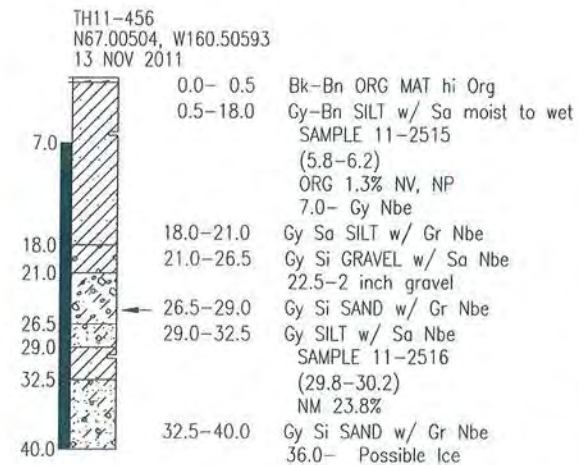 TH11-456
N67.00504, W160.50593
13 NOV 2011
0.0- 0.5 Bk-Bn ORG MAT hi Org
0.5-18.0 Gy-Bn SILT w/ Sa moist to wet
SAMPLE 11-2515
7.0
(5.8-6.2)
ORG 1.3% NV, NP
7.0- Gy Nbe
18.0
18.0-21.0 Gy Sa SILT w/ Gr Nbe
21.0
21.0-26.5 Gy Si GRAVEL w/ Sa Nbe
22.5-2 inch gravel
26.5
26.5-29.0 Gy Si SAND w/ Gr Nbe
29.0
29.0-32.5 Gy SILT w/ Sa Nbe
SAMPLE 11-2516
32.5
(29.8-30.2)
NM 23.8%
32.5-40.0 Gy Si SAND w/ Gr Nbe
40.0
36.0- Possible Ice